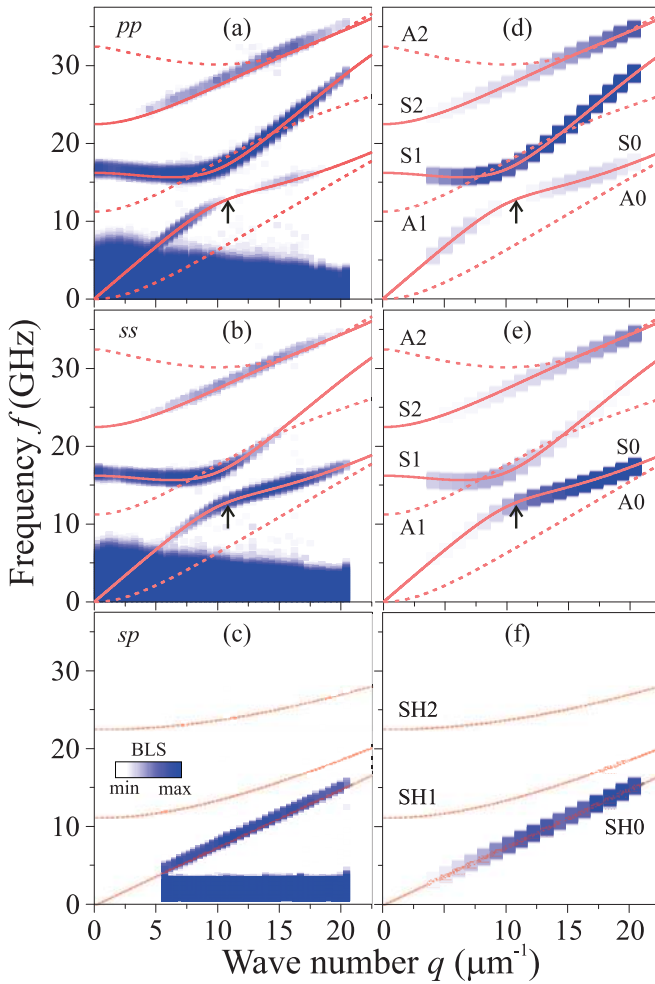 pp
(a)
(d)
A2
30
S2
20
S1
S0
10
A1
A0
0
ss
(b)
(e)
A2
30
S2
20
S1
S0
10
A1
A0
0
Frequency f (GHz)
sp
(c)
(f)
30
SH2
20
BLS
min
max
SH1
10
SH0
0
0 5 10 15 20 0 5 10 15 20
Wave number q (μm⁻¹)